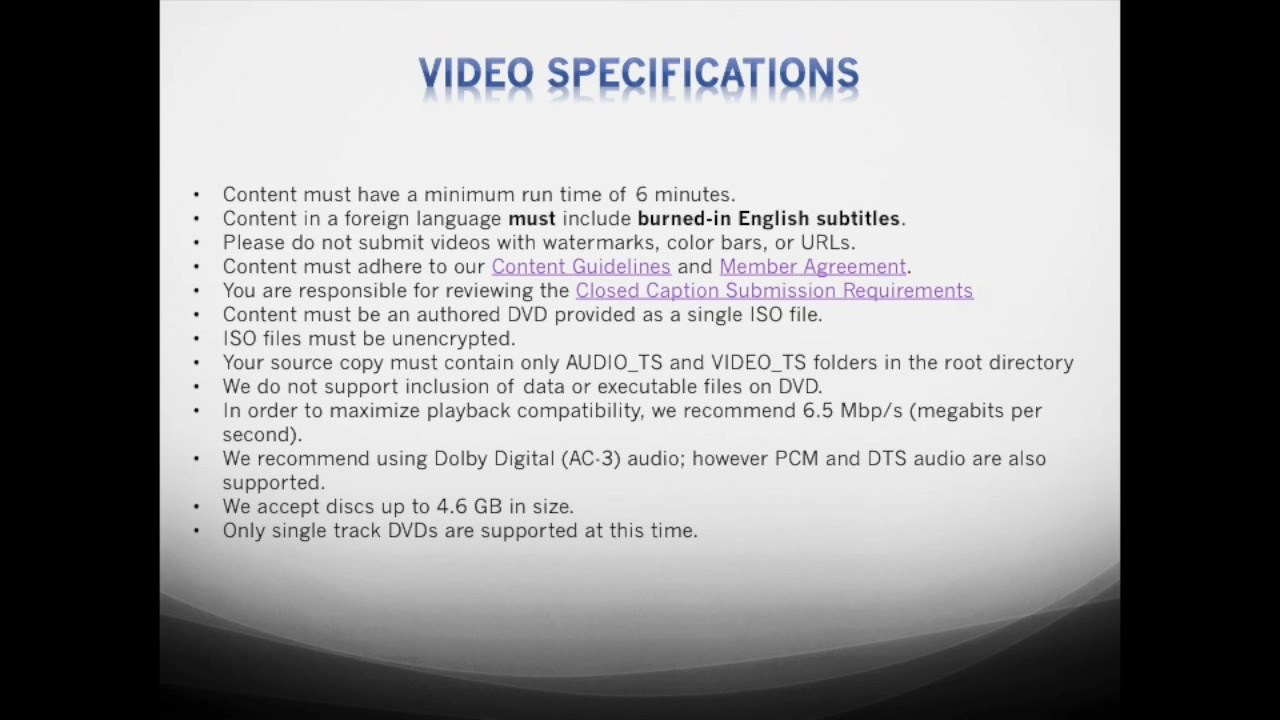 VIDEO SPECIFICATIONS
• Content must have a minimum run time of 6 minutes.
• Content in a foreign language must include burned-in English subtitles.
• Please do not submit videos with watermarks, color bars, or URLs.
• Content must adhere to our Content Guidelines and Member Agreement.
• You are responsible for reviewing the Closed Caption Submission Requirements
• Content must be an authored DVD provided as a single ISO file.
• ISO files must be unencrypted.
• Your source copy must contain only AUDIO_TS and VIDEO_TS folders in the root directory
• We do not support inclusion of data or executable files on DVD.
• In order to maximize playback compatibility, we recommend 6.5 Mbp/s (megabits per
second).
• We recommend using Dolby Digital (AC-3) audio; however PCM and DTS audio are also
supported.
• We accept discs up to 4.6 GB in size.
• Only single track DVDs are supported at this time.